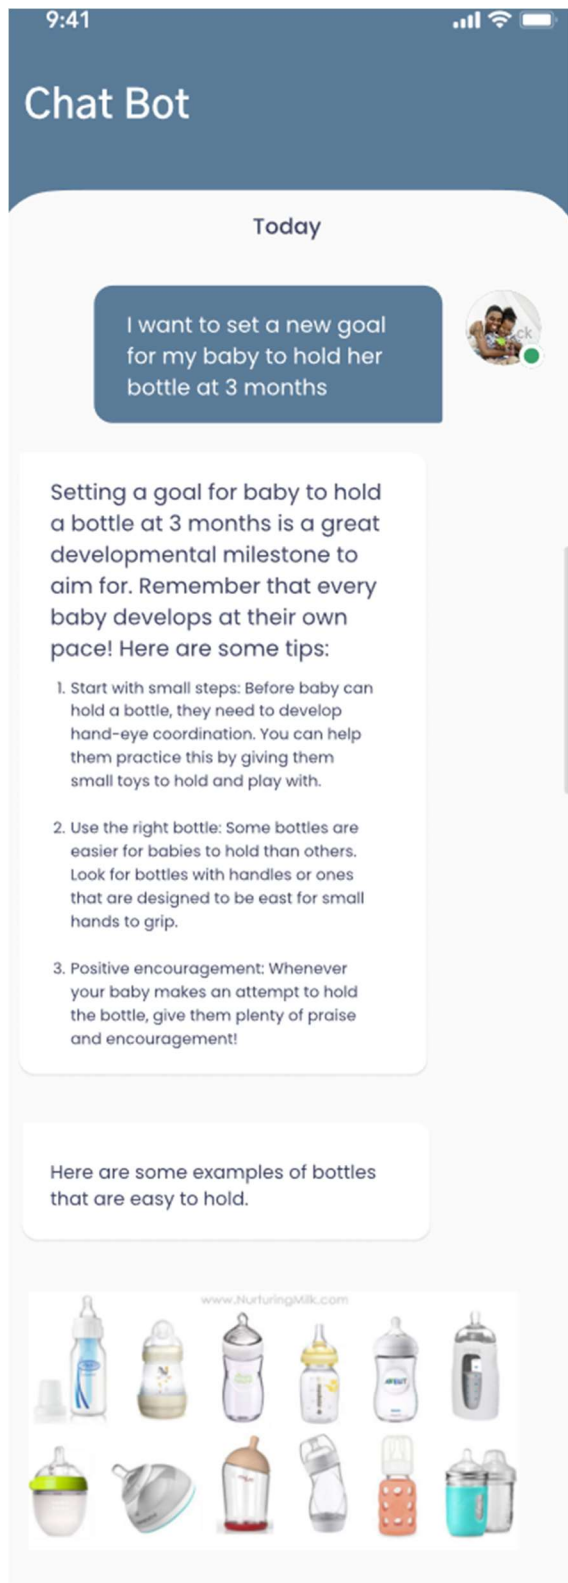 9:41
Chat Bot
Today
I want to set a new goal
for my baby to hold her
bottle at 3 months
ck
Setting a goal for baby to hold
a bottle at 3 months is a great
developmental milestone to
aim for. Remember that every
baby develops at their own
pace! Here are some tips:
1. Start with small steps: Before baby can
hold a bottle, they need to develop
hand-eye coordination. You can help
them practice this by giving them
small toys to hold and play with.
2. Use the right bottle: Some bottles are
easier for babies to hold than others.
Look for bottles with handles or ones
that are designed to be east for small
hands to grip.
3. Positive encouragement: Whenever
your baby makes an attempt to hold
the bottle, give them plenty of praise
and encouragement!
Here are some examples of bottles
that are easy to hold.
www.NurturingMilk.com
AVENT